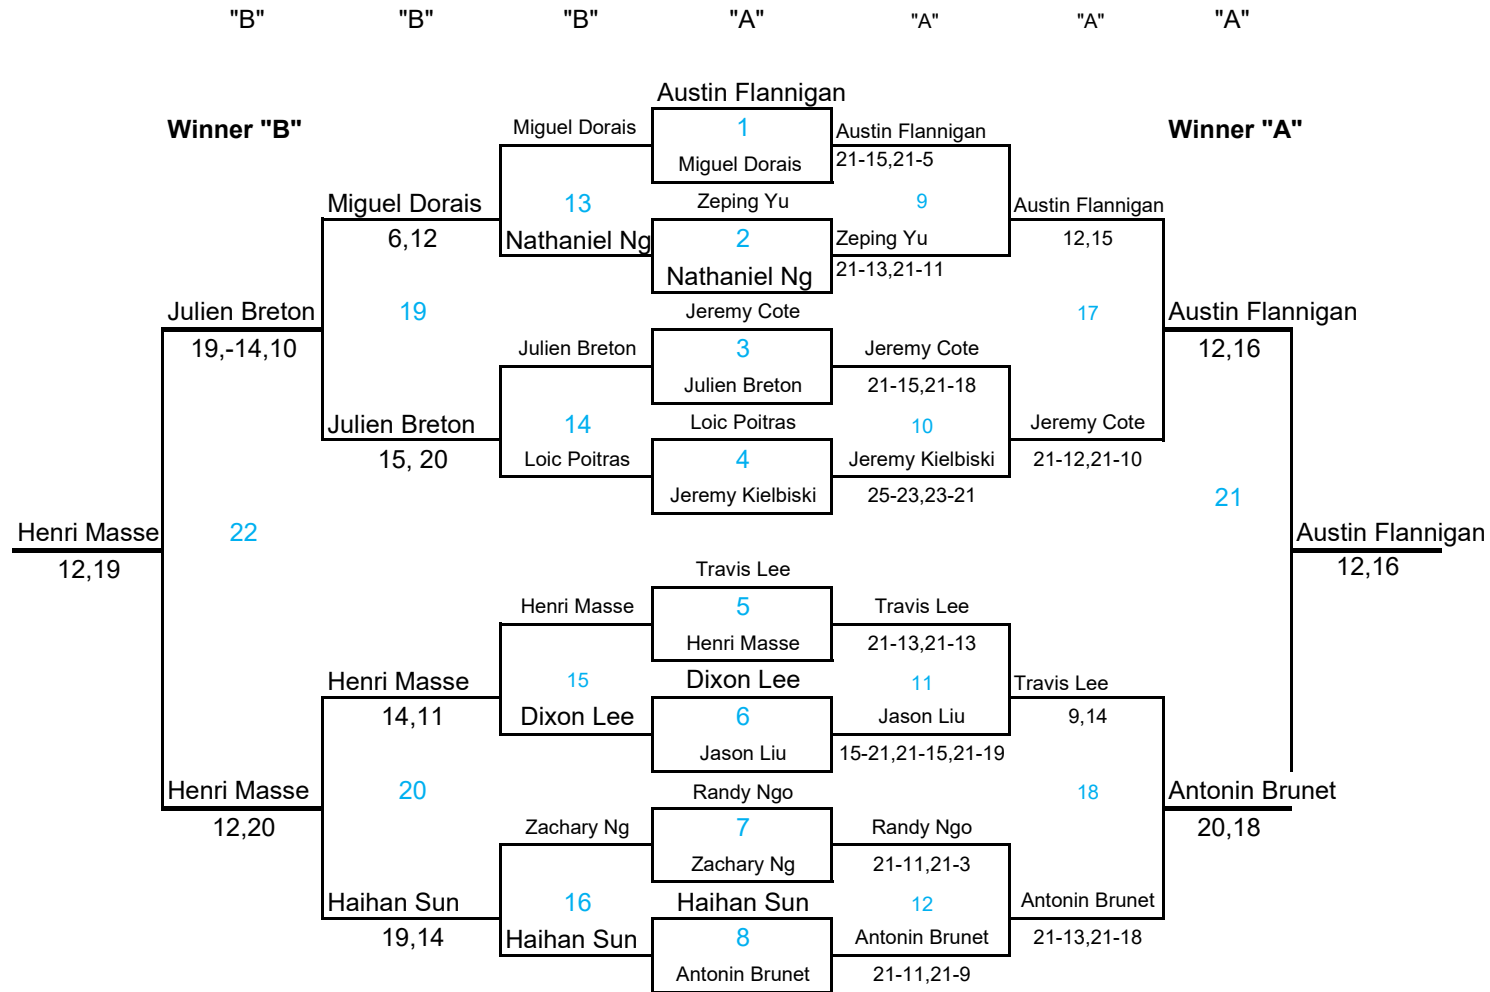 "B" "B" "B" "A" "A" "A" "A"
Austin Flannigan
Winner "B" Miguel Dorais 1 Austin Flannigan Winner "A"
Miguel Dorais 21-15,21-5
Miguel Dorais 13 Zeping Yu 9 Austin Flannigan
6,12 Nathaniel Ng 2 Zeping Yu 12,15
Nathaniel Ng 21-13,21-11
Julien Breton 19 Jeremy Cote 17 Austin Flannigan
19,-14,10 Julien Breton 3 Jeremy Cote 12,16
Julien Breton 21-15,21-18
Julien Breton 14 Loic Poitras 10 Jeremy Cote
15, 20 Loic Poitras 4 Jeremy Kielbiski 21-12,21-10
Jeremy Kielbiski 25-23,23-21 21
Henri Masse 22 Austin Flannigan
12,19 Travis Lee 12,16
Henri Masse 5 Travis Lee
Henri Masse 21-13,21-13
Henri Masse 15 Dixon Lee 11 Travis Lee
14,11 Dixon Lee 6 Jason Liu 9,14
Jason Liu 15-21,21-15,21-19
Henri Masse 20 Randy Ngo 18 Antonin Brunet
12,20 Zachary Ng 7 Randy Ngo 20,18
Zachary Ng 21-11,21-3
Haihan Sun 16 Haihan Sun 12 Antonin Brunet
19,14 Haihan Sun 8 Antonin Brunet 21-13,21-18
Antonin Brunet 21-11,21-9